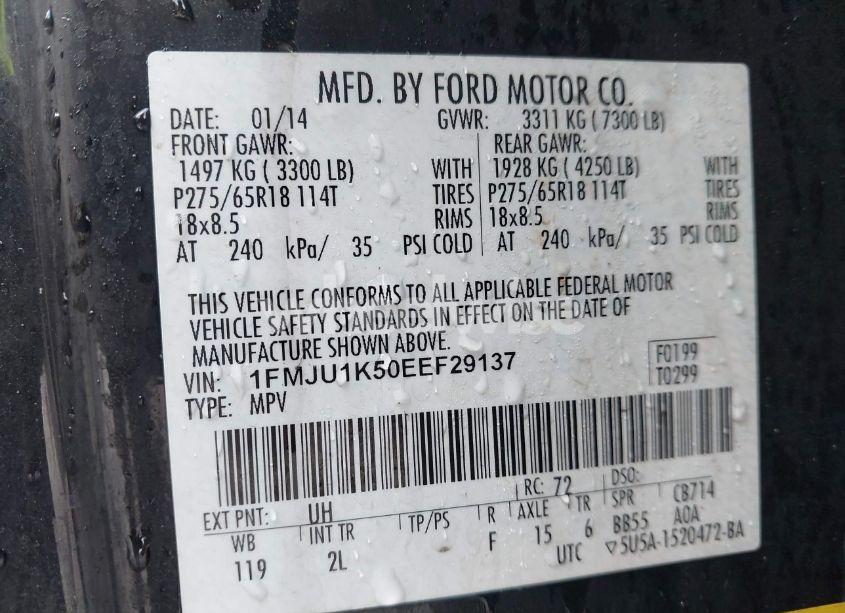 MFD. BY FORD MOTOR CO.
DATE: 01/14 GVWR: 3311 KG ( 7300 LB)
FRONT GAWR: REAR GAWR:
1497 KG ( 3300 LB) WITH 1928 KG ( 4250 LB) WITH
P275/65R18 114T TIRES P275/65R18 114T TIRES
18x8.5 RIMS 18x8.5 RIMS
AT 240 kPa/ 35 PSI COLD AT 240 kPa/ 35 PSI COLD
THIS VEHICLE CONFORMS TO ALL APPLICABLE FEDERAL MOTOR
VEHICLE SAFETY STANDARDS IN EFFECT ON THE DATE OF
MANUFACTURE SHOWN ABOVE.
VIN: 1FMJU1K50EEF29137
F0199
TYPE: MPV
T0299
EXT PNT: UH RC: 72 DSO:
WB INT TR TP/PS R AXLE TR SPR CB714
119 2L F 15 6 BB55 A0A
UTC ▽5U5A-1520472-BA